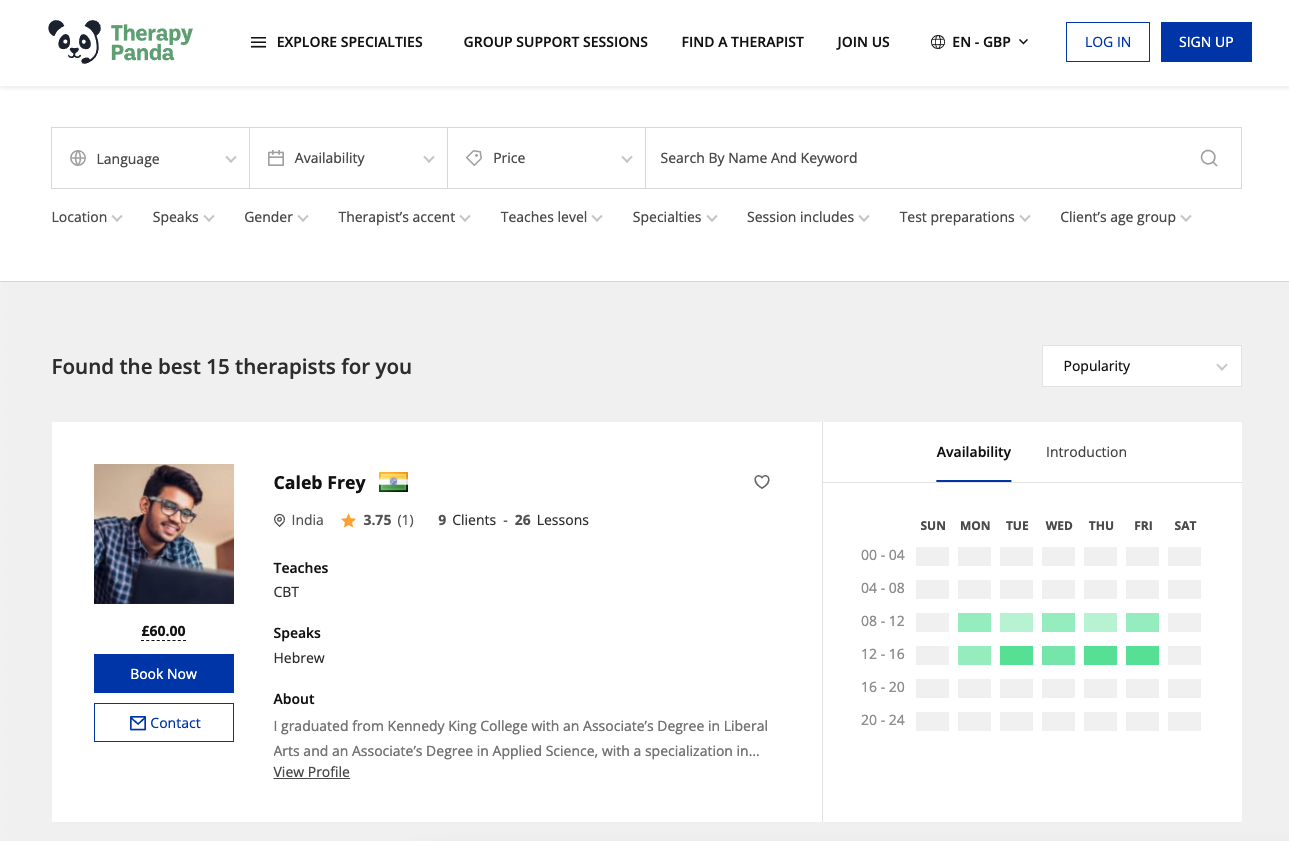 Therapy
Panda
EXPLORE SPECIALTIES GROUP SUPPORT SESSIONS FIND A THERAPIST JOIN US EN - GBP LOG IN SIGN UP
Language Availability Price Search By Name And Keyword
Location Speaks Gender Therapist’s accent Teaches level Specialties Session includes Test preparations Client’s age group
Found the best 15 therapists for you
Popularity
Caleb Frey
India 3.75 (1) 9 Clients - 26 Lessons
Teaches
CBT
Speaks
Hebrew
About
I graduated from Kennedy King College with an Associate’s Degree in Liberal
Arts and an Associate’s Degree in Applied Science, with a specialization in...
View Profile
£60.00
Book Now
Contact
Availability Introduction
SUN MON TUE WED THU FRI SAT
00 - 04
04 - 08
08 - 12
12 - 16
16 - 20
20 - 24